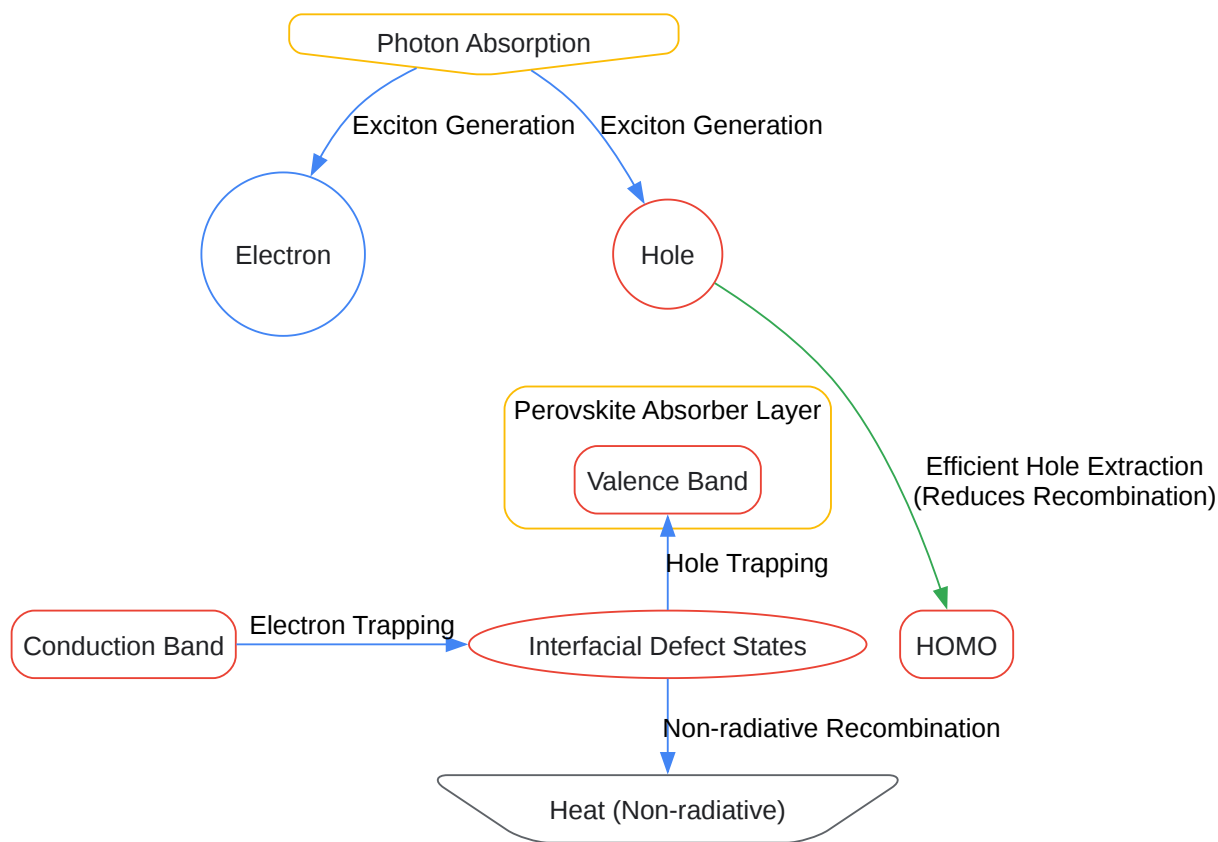 Photon Absorption
Exciton Generation
Exciton Generation
Electron
Hole
Perovskite Absorber Layer
Valence Band
Efficient Hole Extraction
(Reduces Recombination)
Hole Trapping
Electron Trapping
Conduction Band
Interfacial Defect States
HOMO
Non-radiative Recombination
Heat (Non-radiative)